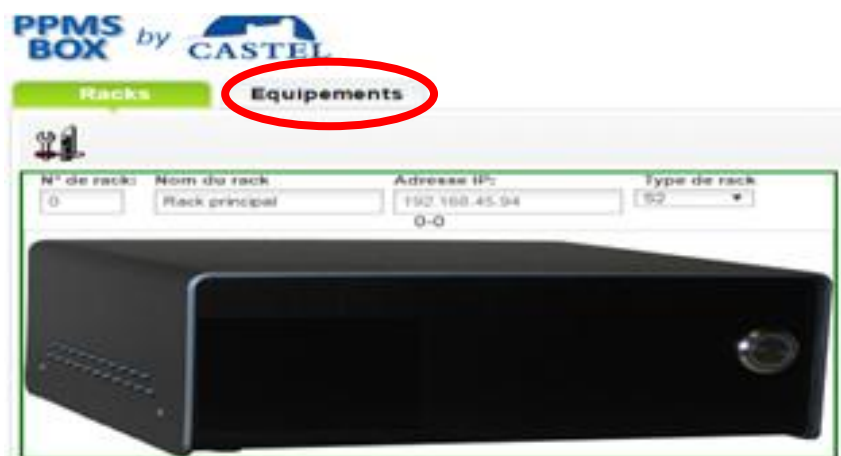 PPMS
BOX by CASTEL
Racks Equipements
N° de rack: Nom du rack Adresse IP: Type de rack
0 Rack principal 192.168.45.94 S2
0-0